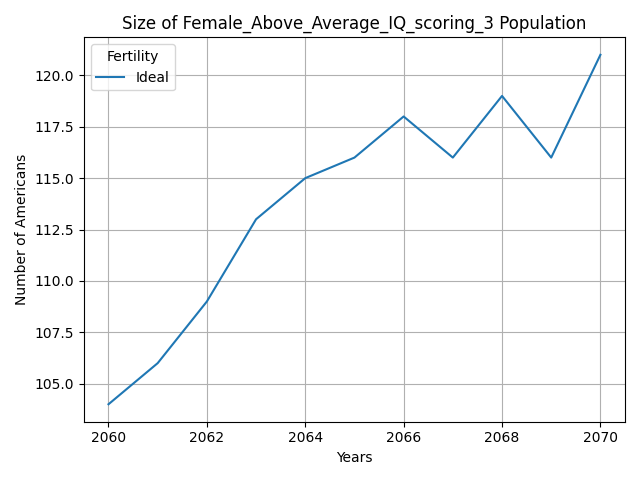 Size of Female_Above_Average_IQ_scoring_3 Population
Fertility
Ideal
Number of Americans
120.0
117.5
115.0
112.5
110.0
107.5
105.0
2060 2062 2064 2066 2068 2070
Years